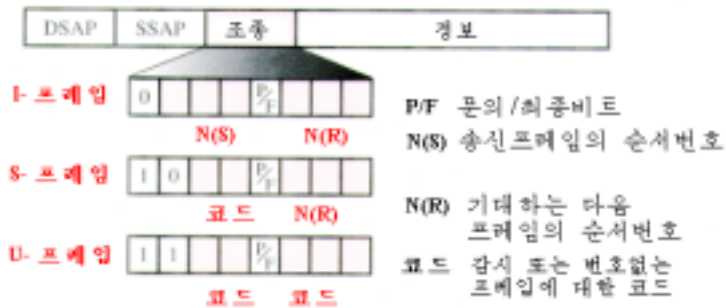 DSAP SSAP 조종 경보
I- 프레임 0 P/F
N(S) N(R)
S- 프레임 1 0 P/F
코드 N(R)
U- 프레임 1 1 P/F
코드 코드
P/F 문의/최종비트
N(S) 송신프레임의 순서번호
N(R) 기대하는 다음
프레임의 순서번호
코드 감시 또는 번호없는
프레임에 대한 코드